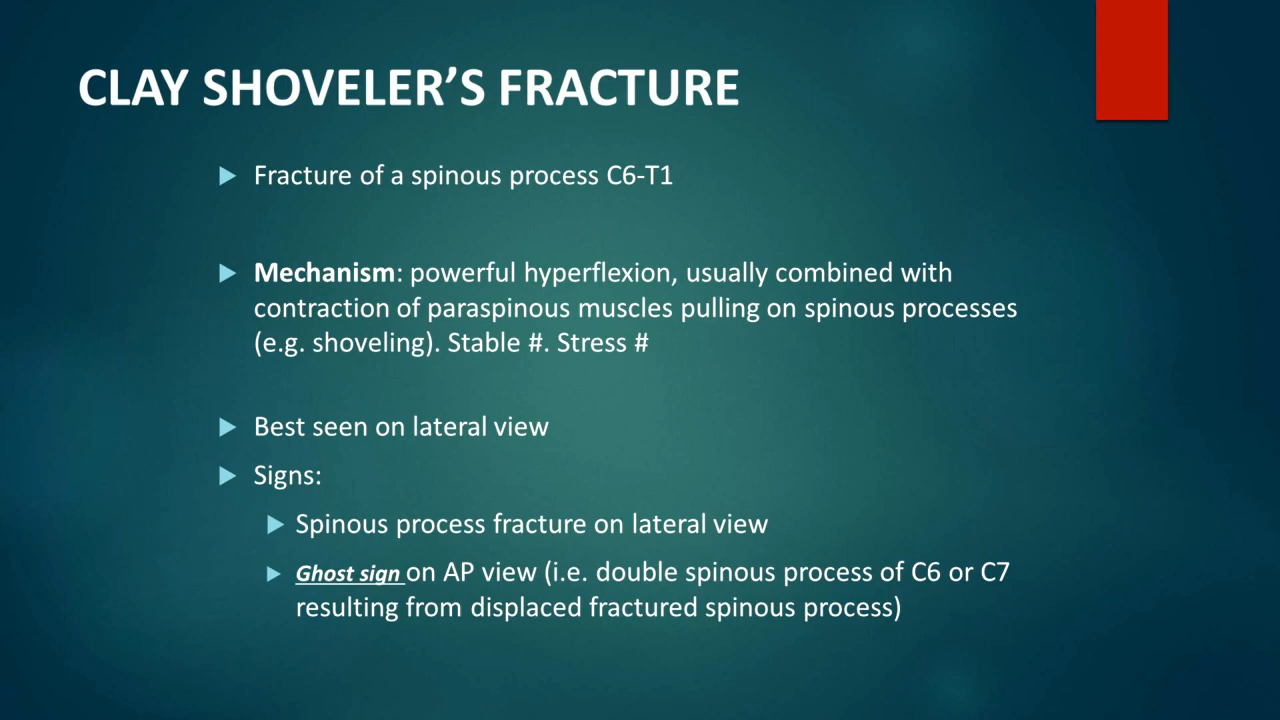 CLAY SHOVELER’S FRACTURE
Fracture of a spinous process C6-T1
Mechanism: powerful hyperflexion, usually combined with
contraction of paraspinous muscles pulling on spinous processes
(e.g. shoveling). Stable #. Stress #
Best seen on lateral view
Signs:
Spinous process fracture on lateral view
Ghost sign on AP view (i.e. double spinous process of C6 or C7
resulting from displaced fractured spinous process)